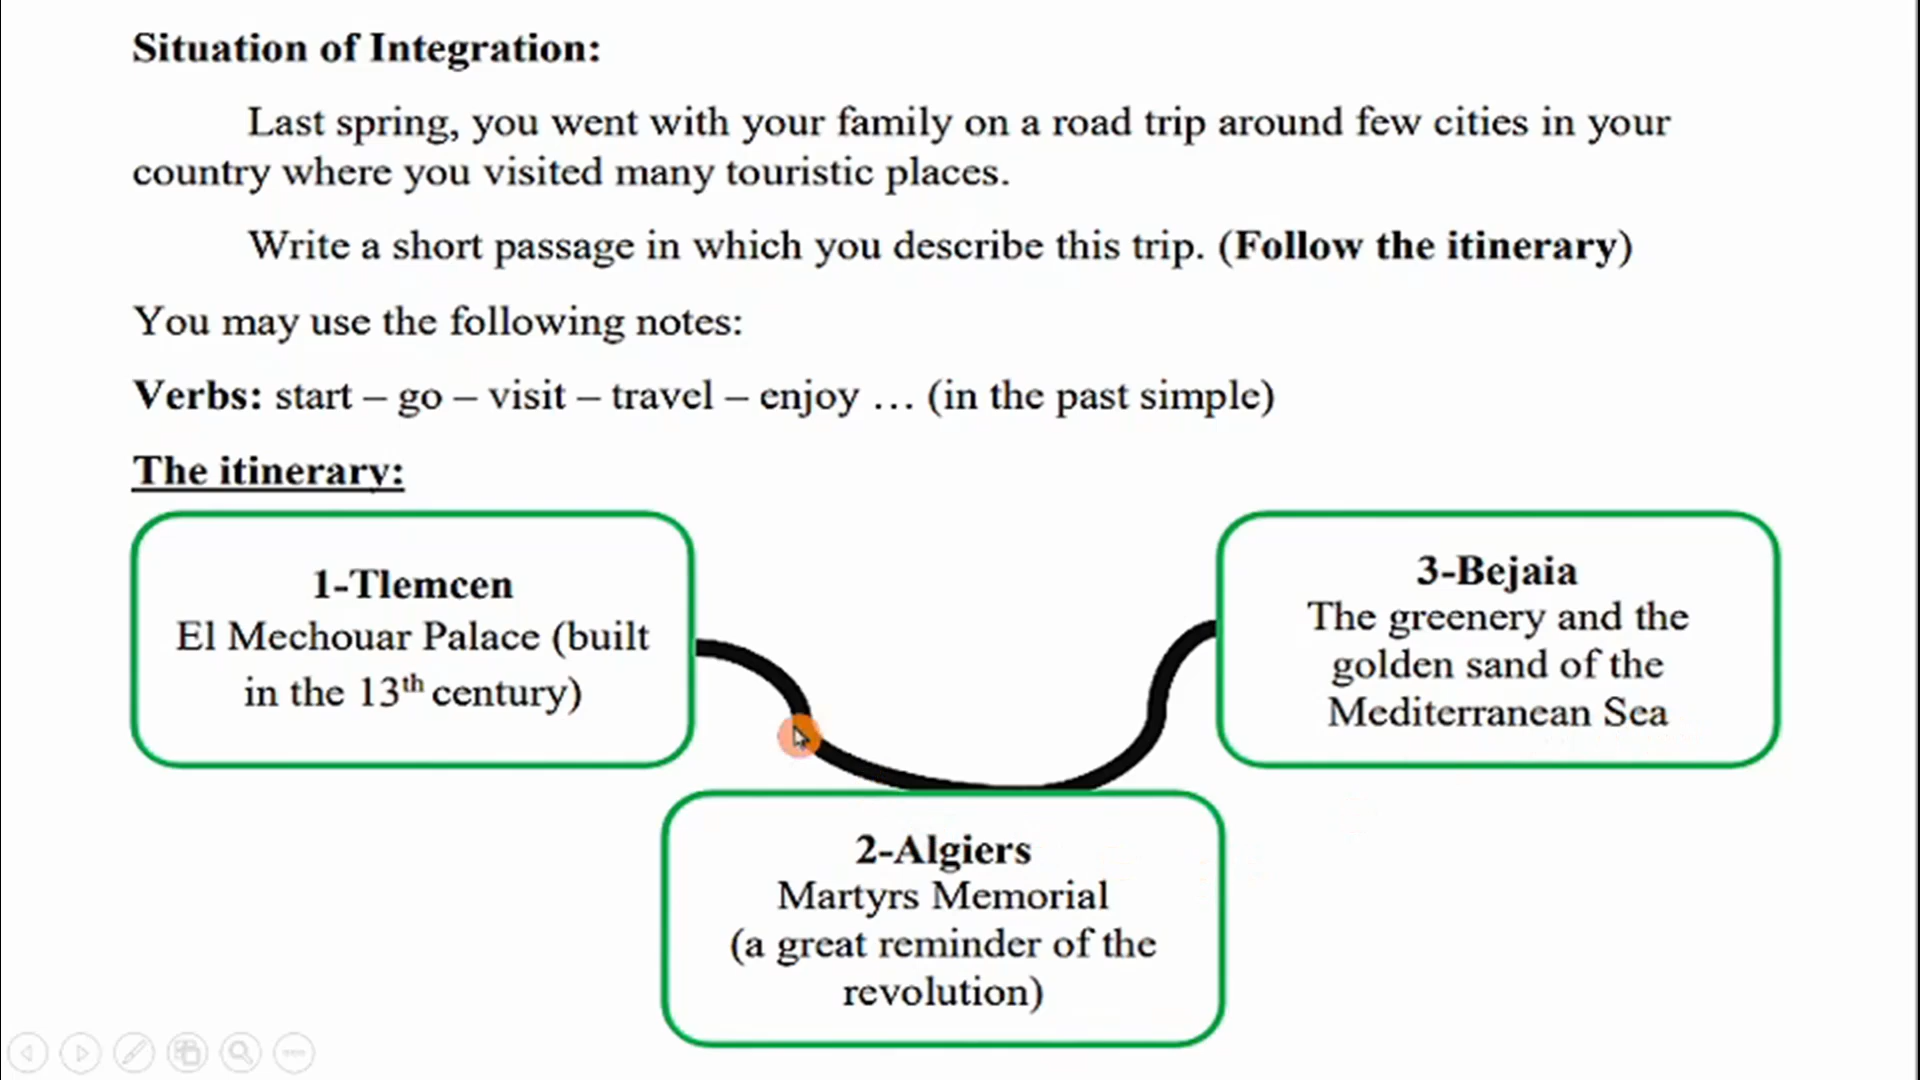 Situation of Integration:
Last spring, you went with your family on a road trip around few cities in your
country where you visited many touristic places.
Write a short passage in which you describe this trip. (Follow the itinerary)
You may use the following notes:
Verbs: start – go – visit – travel – enjoy … (in the past simple)
The itinerary:
1-Tlemcen
El Mechouar Palace (built
in the 13th century)
2-Algiers
Martyrs Memorial
(a great reminder of the
revolution)
3-Bejaia
The greenery and the
golden sand of the
Mediterranean Sea